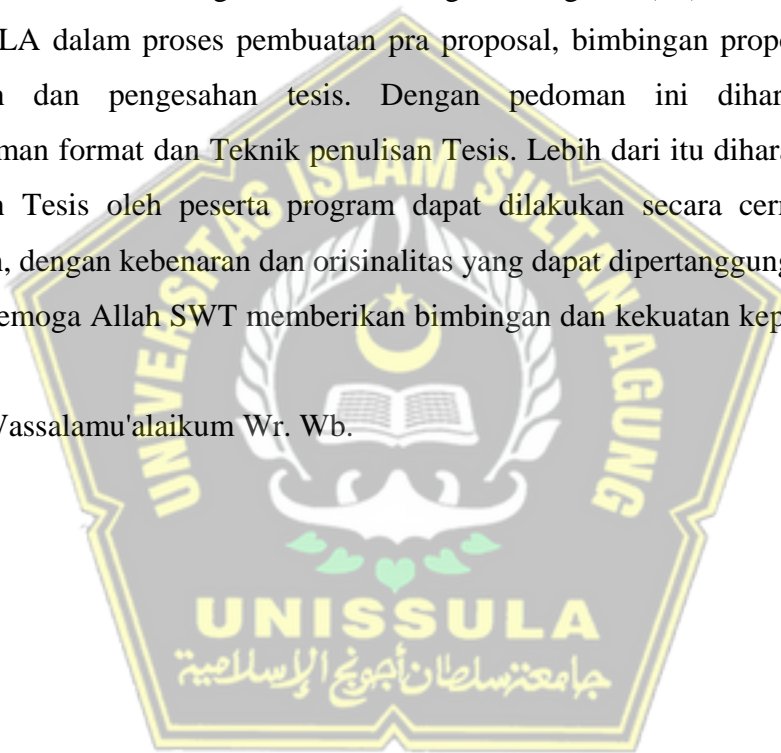 LA dalam proses pembuatan pra proposal, bimbingan propo
dan pengesahan tesis. Dengan pedoman ini dihar
man format dan Teknik penulisan Tesis. Lebih dari itu dihara
n Tesis oleh peserta program dapat dilakukan secara cerm
n, dengan kebenaran dan orisinalitas yang dapat dipertanggung
emoga Allah SWT memberikan bimbingan dan kekuatan kep
Vassalamu'alaikum Wr. Wb.
UNIVERSITAS ISLAM SULTAN AGUNG
UNISSULA
جامعة سلطان أجونج الإسلامية